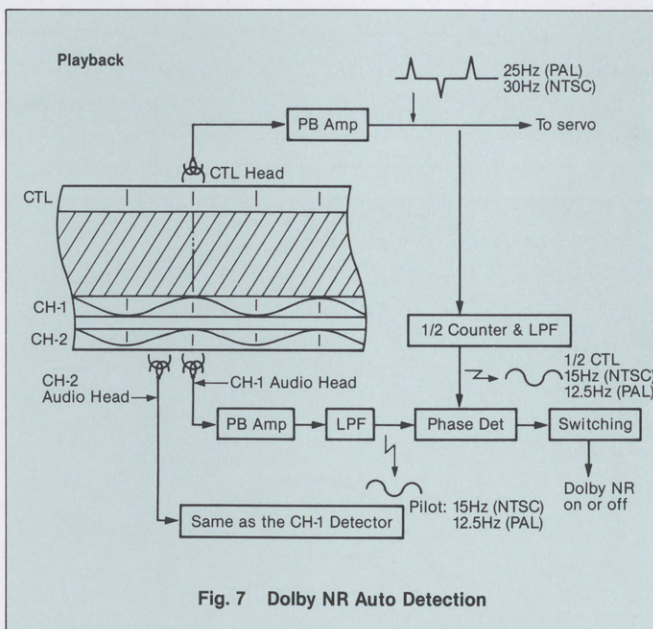 Playback
25Hz (PAL)
30Hz (NTSC)
PB Amp
To servo
CTL Head
CTL
CH-1
CH-2
1/2 Counter & LPF
1/2 CTL
15Hz (NTSC)
12.5Hz (PAL)
CH-2
Audio Head
CH-1 Audio Head
PB Amp
LPF
Phase Det
Switching
Dolby NR
on or off
Pilot: 15Hz (NTSC)
12.5Hz (PAL)
Same as the CH-1 Detector
Fig. 7 Dolby NR Auto Detection